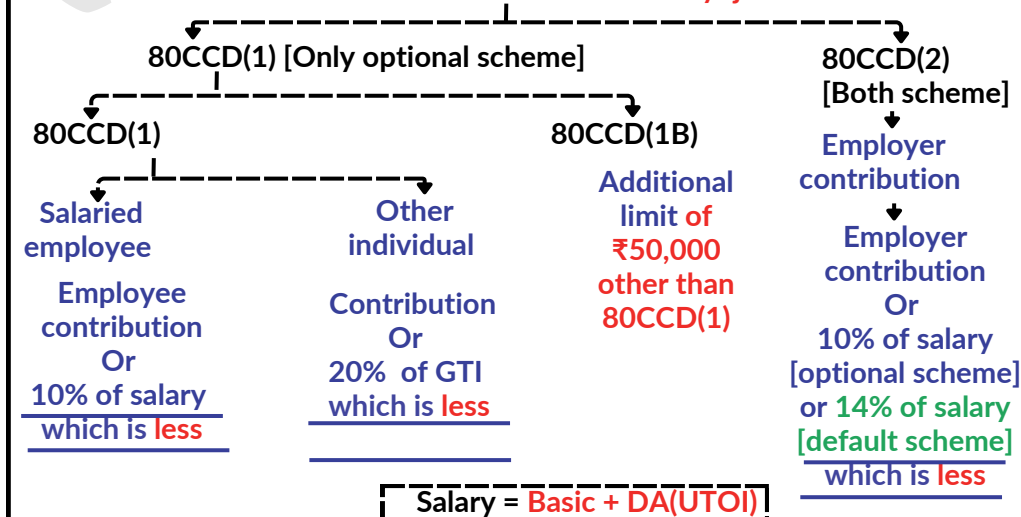 80CCD(1) [Only optional scheme]
80CCD(2)
[Both scheme]
80CCD(1)
80CCD(1B)
Salaried
employee
Employee
contribution
Or
10% of salary
which is less
Other
individual
Contribution
Or
20% of GTI
which is less
Additional
limit of
₹50,000
other than
80CCD(1)
Employer
contribution
Employer
contribution
Or
10% of salary
[optional scheme]
or 14% of salary
[default scheme]
which is less
Salary = Basic + DA(UTOI)